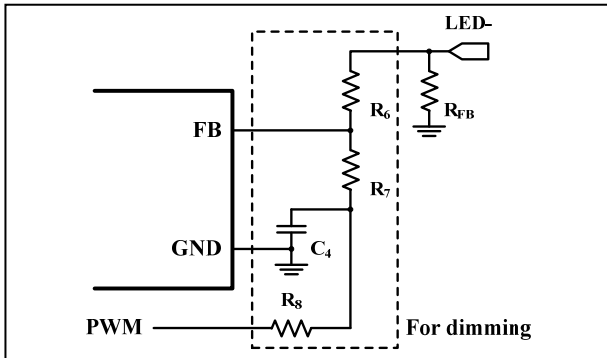 LED-
R6
RFB
FB
R7
GND
C4
R8
PWM
For dimming